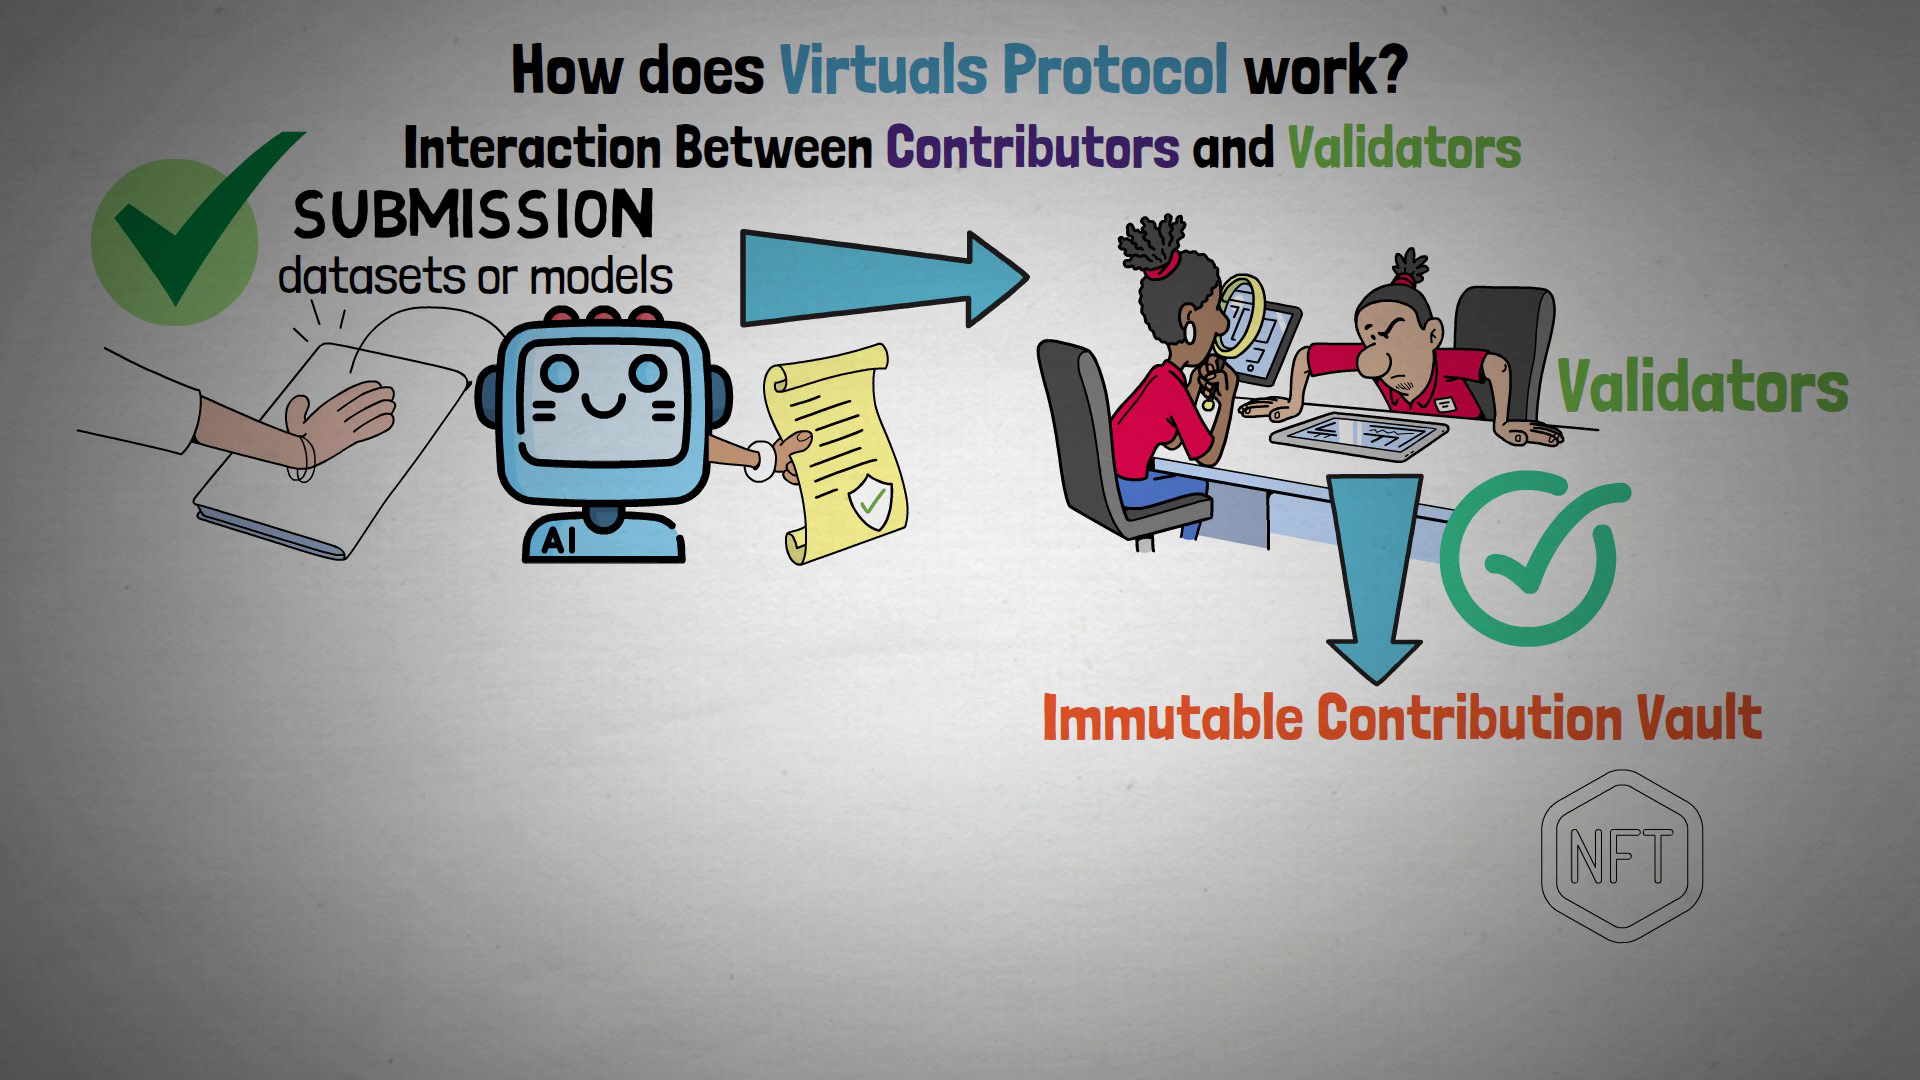 How does Virtuals Protocol work?
Interaction Between Contributors and Validators
SUBMISSION
datasets or models
AI
Validators
Immutable Contribution Vault
NFT